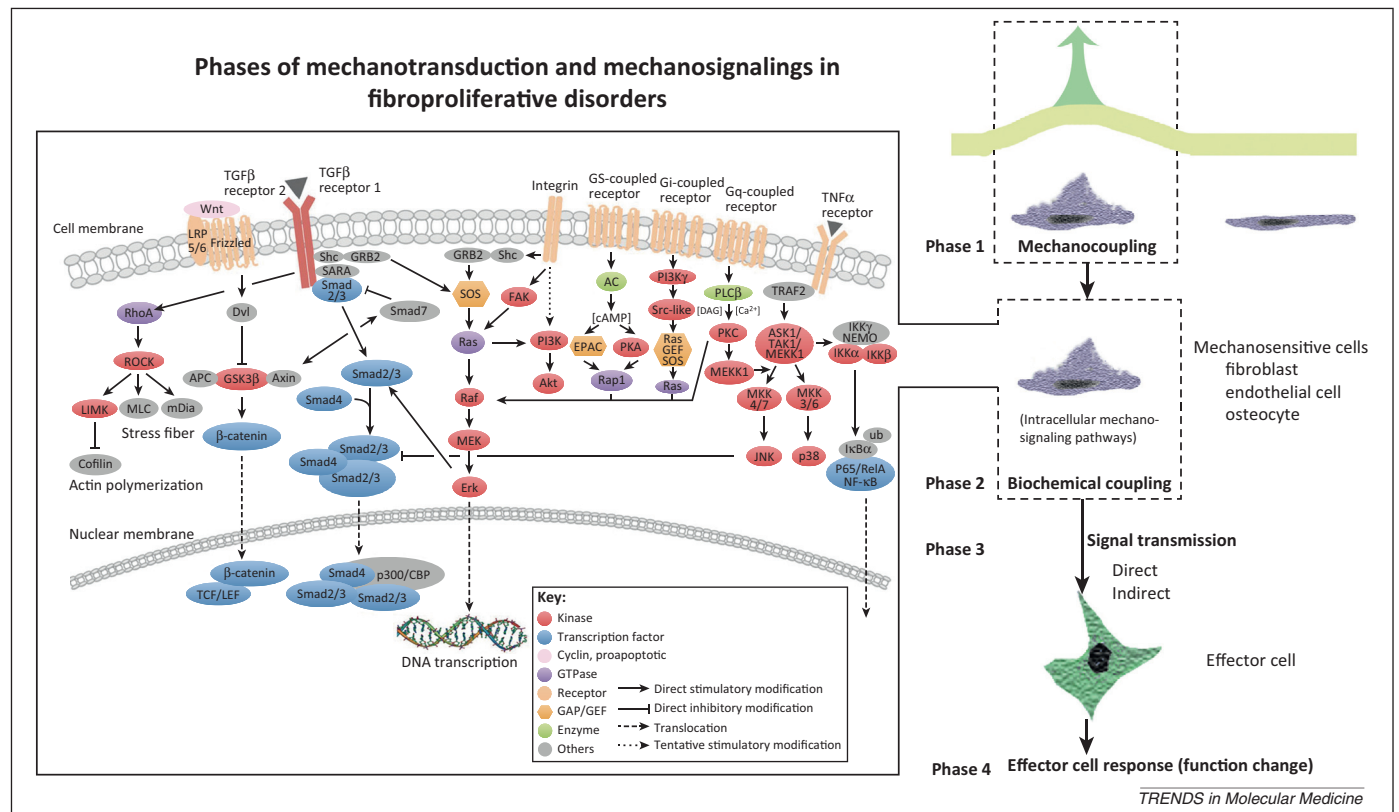 Phases of mechanotransduction and mechanosignalings in
fibroproliferative disorders
TGFβ
receptor 2
TGFβ
receptor 1
Integrin
GS-coupled
receptor
Gi-coupled
receptor
Gq-coupled
receptor
TNFα
receptor
Wnt
LRP
5/6
Frizzled
Cell membrane
Shc
GRB2
SARA
Smad
2/3
GRB2
Shc
SOS
FAK
AC
PI3Kγ
PLCβ
TRAF2
RhoA
Dvl
Smad7
[cAMP]
Src-like
[DAG]
[Ca²⁺]
IKKγ
NEMO
Ras
PI3K
EPAC
PKA
Ras
GEF
SOS
PKC
ASK1/
TAK1/
MEKK1
IKKα
IKKβ
ROCK
APC
GSK3β
Axin
Smad2/3
Akt
Rap1
Ras
MEKK1
LIMK
MLC
mDia
Smad4
Raf
MKK
4/7
MKK
3/6
Stress fiber
β-catenin
MEK
ub
IκBα
Cofilin
Smad2/3
Smad4
Smad2/3
JNK
p38
P65/RelA
NF-κB
Actin polymerization
Erk
Nuclear membrane
β-catenin
TCF/LEF
Smad4
p300/CBP
Smad2/3
Smad2/3
DNA transcription
Key:
Kinase
Transcription factor
Cyclin, proapoptotic
GTPase
Receptor
GAP/GEF
Enzyme
Others
Direct stimulatory modification
Direct inhibitory modification
Translocation
Tentative stimulatory modification
Phase 1
Mechanocoupling
Mechanosensitive cells
fibroblast
endothelial cell
osteocyte
(Intracellular mechano-
signaling pathways)
Phase 2
Biochemical coupling
Phase 3
Signal transmission
Direct
Indirect
Effector cell
Phase 4
Effector cell response (function change)
TRENDS in Molecular Medicine